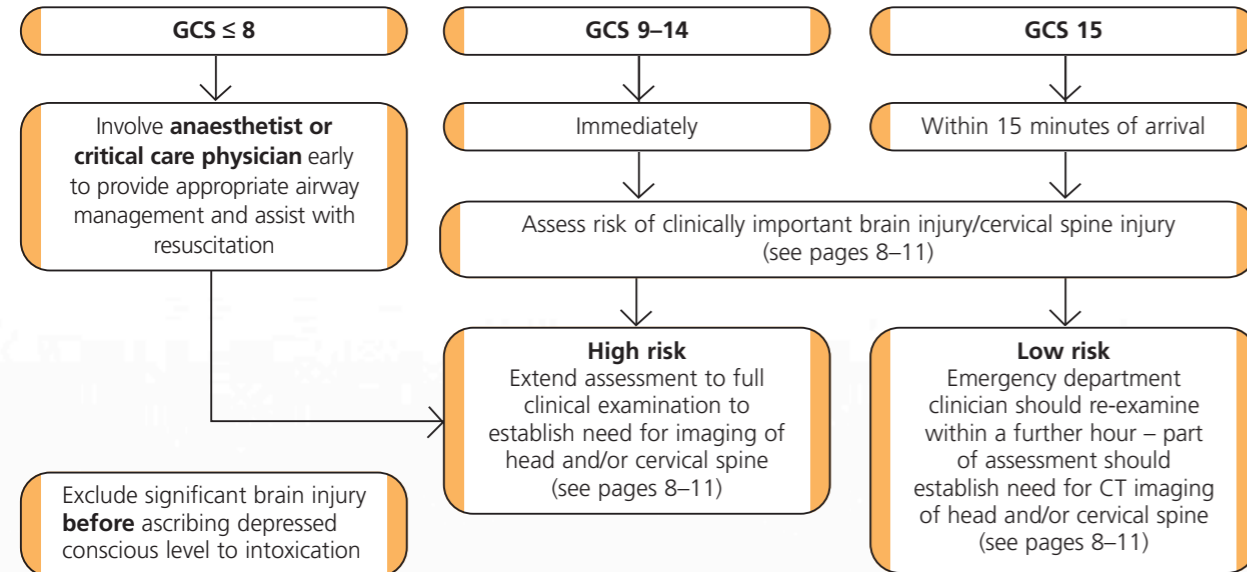 GCS ≤ 8
GCS 9–14
GCS 15
Involve anaesthetist or
critical care physician early
to provide appropriate airway
management and assist with
resuscitation
Immediately
Within 15 minutes of arrival
Assess risk of clinically important brain injury/cervical spine injury
(see pages 8–11)
High risk
Extend assessment to full
clinical examination to
establish need for imaging of
head and/or cervical spine
(see pages 8–11)
Low risk
Emergency department
clinician should re-examine
within a further hour – part
of assessment should
establish need for CT imaging
of head and/or cervical spine
(see pages 8–11)
Exclude significant brain injury
before ascribing depressed
conscious level to intoxication